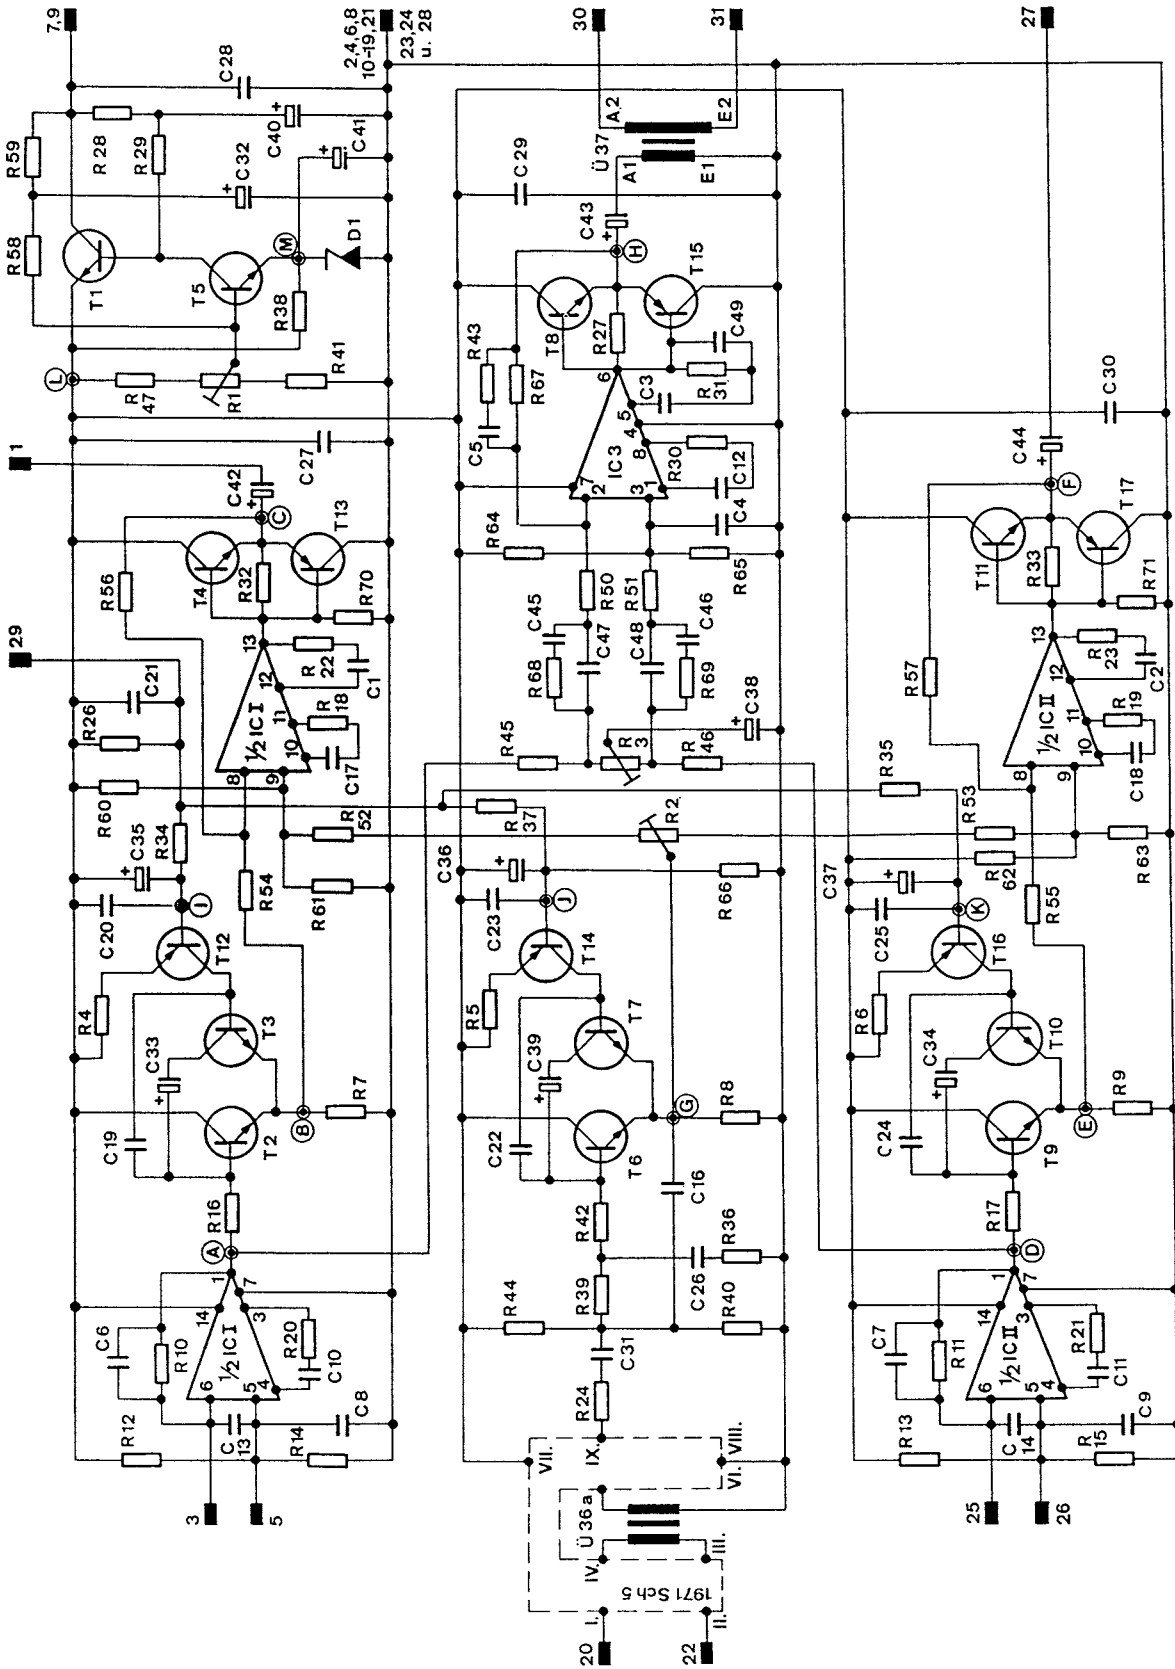 7,9
2,4,6,8
10-19,21
23,24
u. 28
30
31
27
C28
R59
R28
R29
C40
+
C41
+
C32
+
R58
T1
T5
M
D1
R38
L
R47
R1
R41
1
29
C27
C42
+
C
T13
T4
R56
R32
R70
13
R22
12
C1
11
R18
10
C17
½ IC I
8
9
C21
R26
R60
R34
C35
+
R52
R54
R61
C20
I
T12
R4
T3
C33
+
C19
T2
B
R7
R16
A
1
7
14
3
C6
R10
R20
½ IC I
C10
6
5
4
R12
C13
C8
R14
3
5
A2
E2
Ü37
A1
E1
C29
C43
+
H
T15
T8
R27
R43
R67
C5
6
5
4
8
7
C3
R31
C49
IC3
R30
2
3
1
C12
C4
R64
R65
R50
R51
C45
C47
C48
C46
R68
R69
C38
+
R45
R3
R46
R37
R2
C36
+
R66
C23
J
T14
R5
T7
C39
+
C22
T6
G
R8
C16
R42
R36
C26
R39
R44
R40
C31
R24
VII.
IX.
VI.
VIII.
Ü36a
IV.
III.
1971 Sch 5
I.
II.
20
22
C30
C44
+
F
T17
T11
R33
R57
R71
13
R23
12
C2
11
R19
10
C18
½ IC II
8
9
R35
R53
R62
R63
C37
+
R55
C25
K
T16
R6
T10
C34
+
C24
T9
E
R9
R17
D
1
7
14
3
C7
R11
R21
½ IC II
C11
6
5
4
R13
C14
C9
R15
25
26